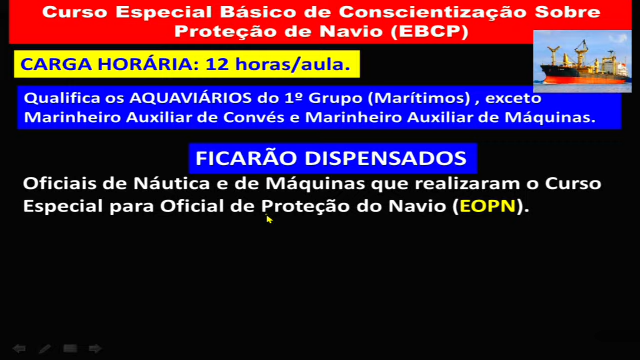 Curso Especial Básico de Conscientização Sobre
Proteção de Navio (EBCP)
CARGA HORÁRIA: 12 horas/aula.
Qualifica os AQUAVIÁRIOS do 1º Grupo (Marítimos) , exceto
Marinheiro Auxiliar de Convés e Marinheiro Auxiliar de Máquinas.
FICARÃO DISPENSADOS
Oficiais de Náutica e de Máquinas que realizaram o Curso
Especial para Oficial de Proteção do Navio (EOPN).